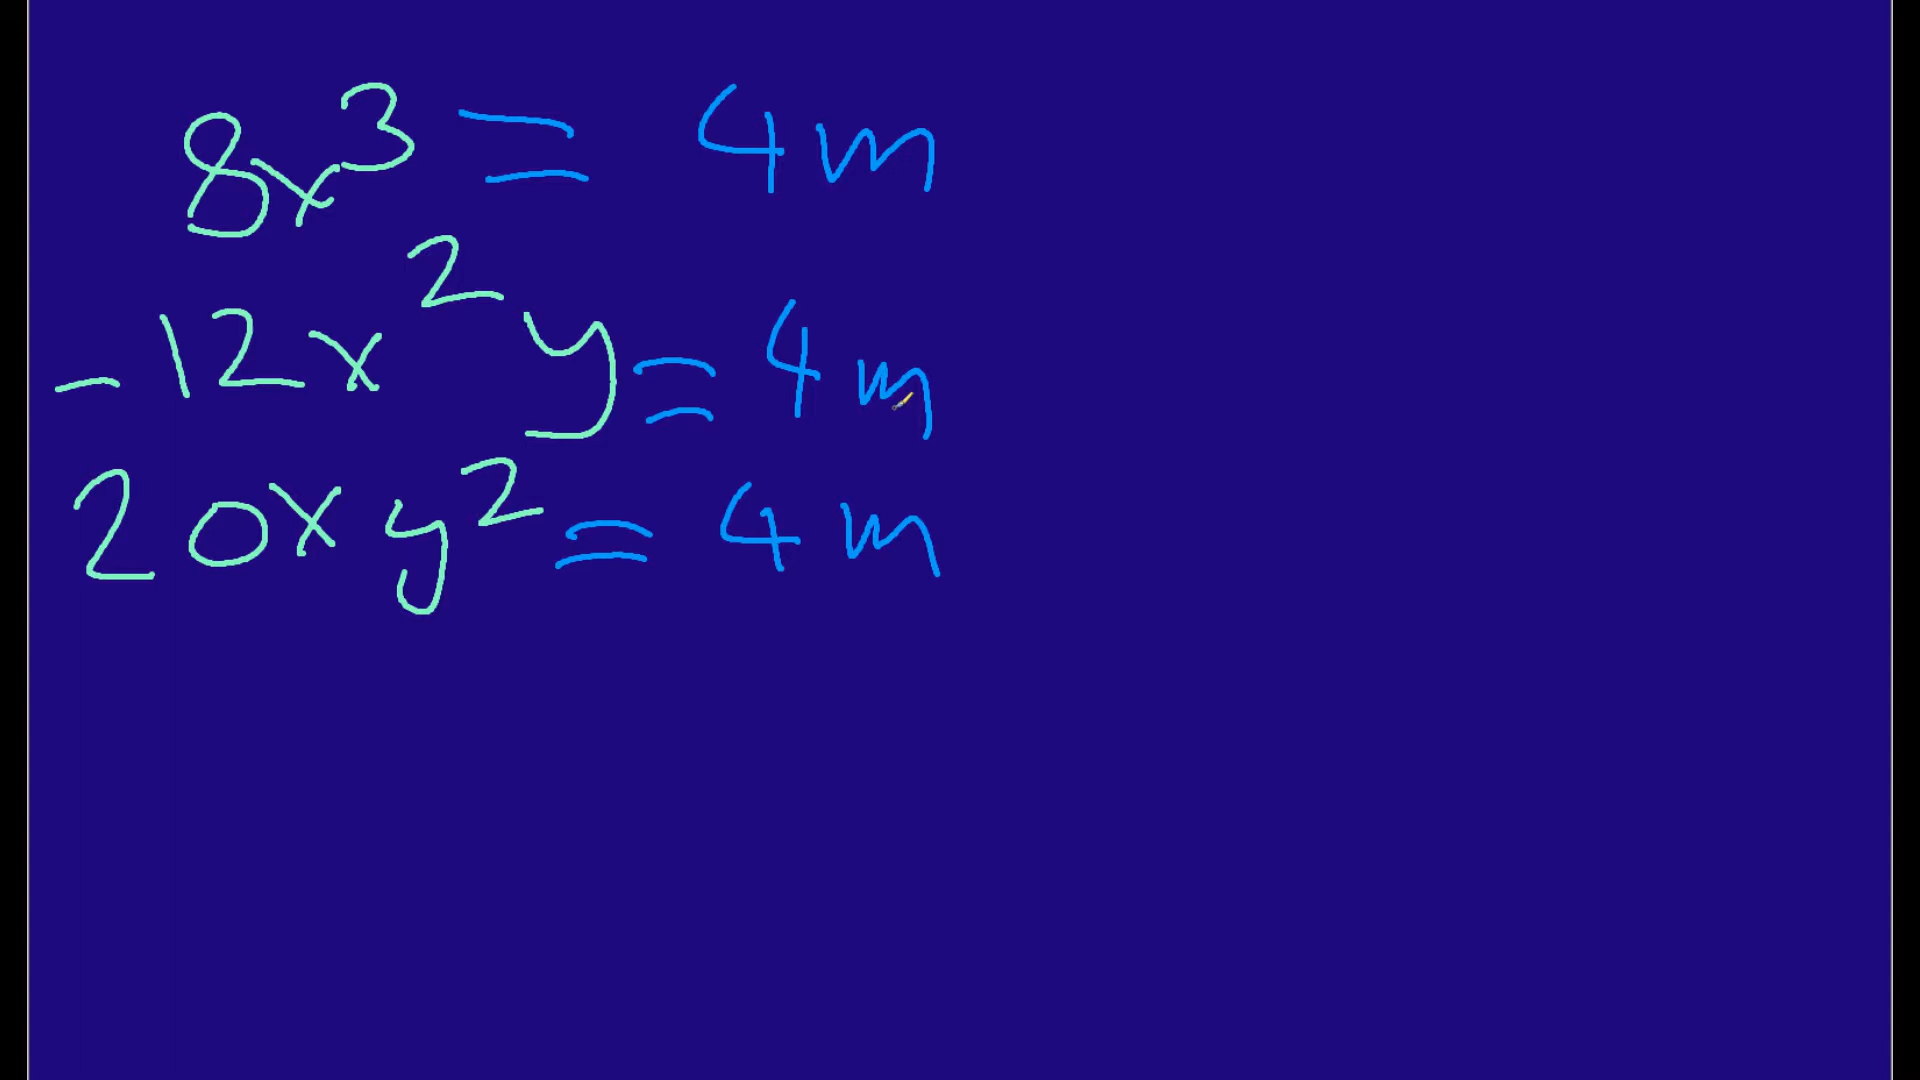 8x³ = 4m
-12x²y = 4m
20xy² = 4m